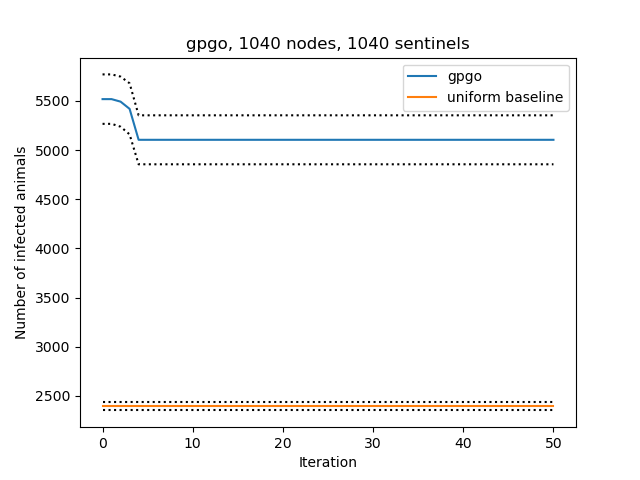 gpgo, 1040 nodes, 1040 sentinels
gpgo
uniform baseline
Number of infected animals
5500
5000
4500
4000
3500
3000
2500
0 10 20 30 40 50
Iteration